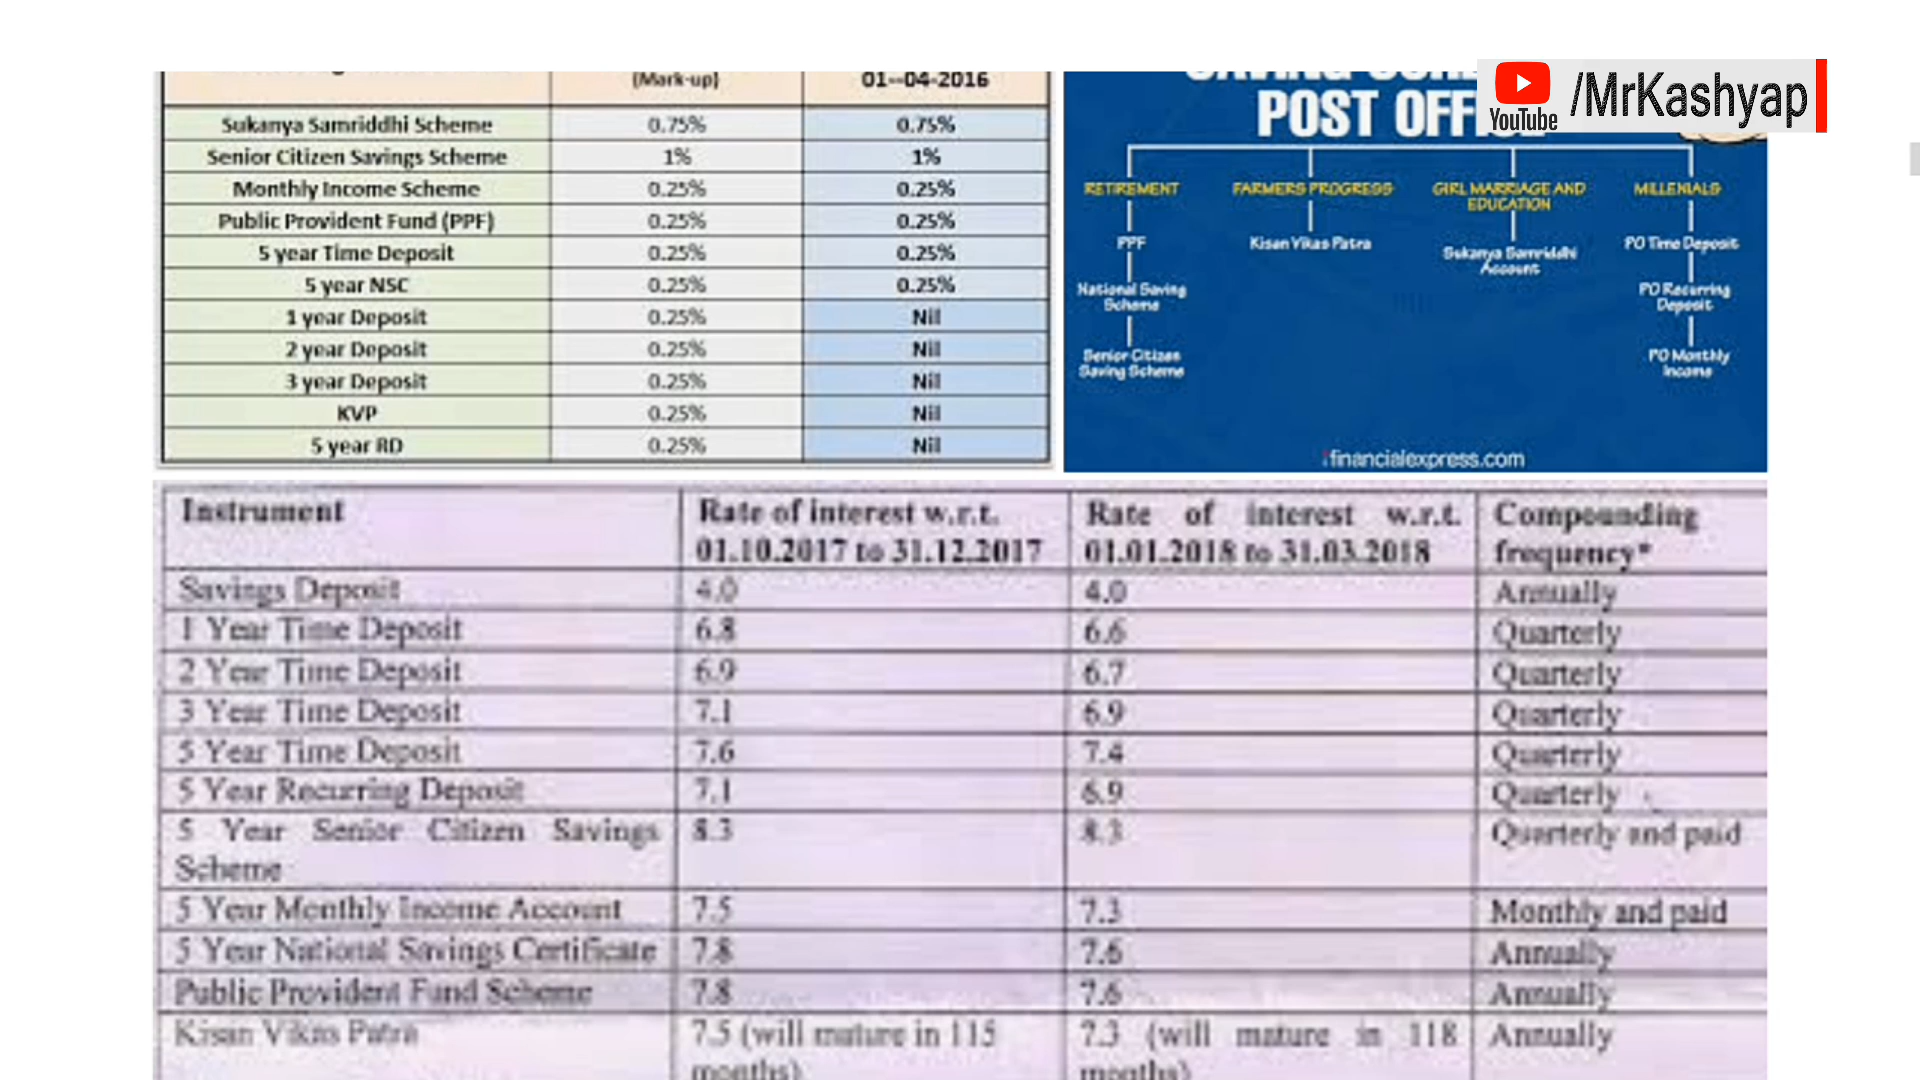 (Mark-up) 01--04-2016
Sukanya Samriddhi Scheme 0.75% 0.75%
Senior Citizen Savings Scheme 1% 1%
Monthly Income Scheme 0.25% 0.25%
Public Provident Fund (PPF) 0.25% 0.25%
5 year Time Deposit 0.25% 0.25%
5 year NSC 0.25% 0.25%
1 year Deposit 0.25% Nil
2 year Deposit 0.25% Nil
3 year Deposit 0.25% Nil
KVP 0.25% Nil
5 year RD 0.25% Nil
POST
YouTube
/MrKashyap
RETIREMENT
PPF
National Saving
Scheme
Senior Citizen
Saving Scheme
FARMERS PROGRESS
Kisan Vikas Patra
GIRL MARRIAGE AND
EDUCATION
Sukanya Samriddhi
Account
MILLENIALS
PO Time Deposit
PO Recurring
Deposit
PO Monthly
Income
financialexpress.com
Instrument Rate of interest w.r.t. Rate of interest w.r.t. Compounding
01.10.2017 to 31.12.2017 01.01.2018 to 31.03.2018 frequency*
Savings Deposit 4.0 4.0 Annually
1 Year Time Deposit 6.8 6.6 Quarterly
2 Year Time Deposit 6.9 6.7 Quarterly
3 Year Time Deposit 7.1 6.9 Quarterly
5 Year Time Deposit 7.6 7.4 Quarterly
5 Year Recurring Deposit 7.1 6.9 Quarterly
5 Year Senior Citizen Savings 8.3 8.3 Quarterly and paid
Scheme
5 Year Monthly Income Account 7.5 7.3 Monthly and paid
5 Year National Savings Certificate 7.8 7.6 Annually
Public Provident Fund Scheme 7.8 7.6 Annually
Kisan Vikas Patra 7.5 (will mature in 115 7.3 (will mature in 118 Annually
months) months)